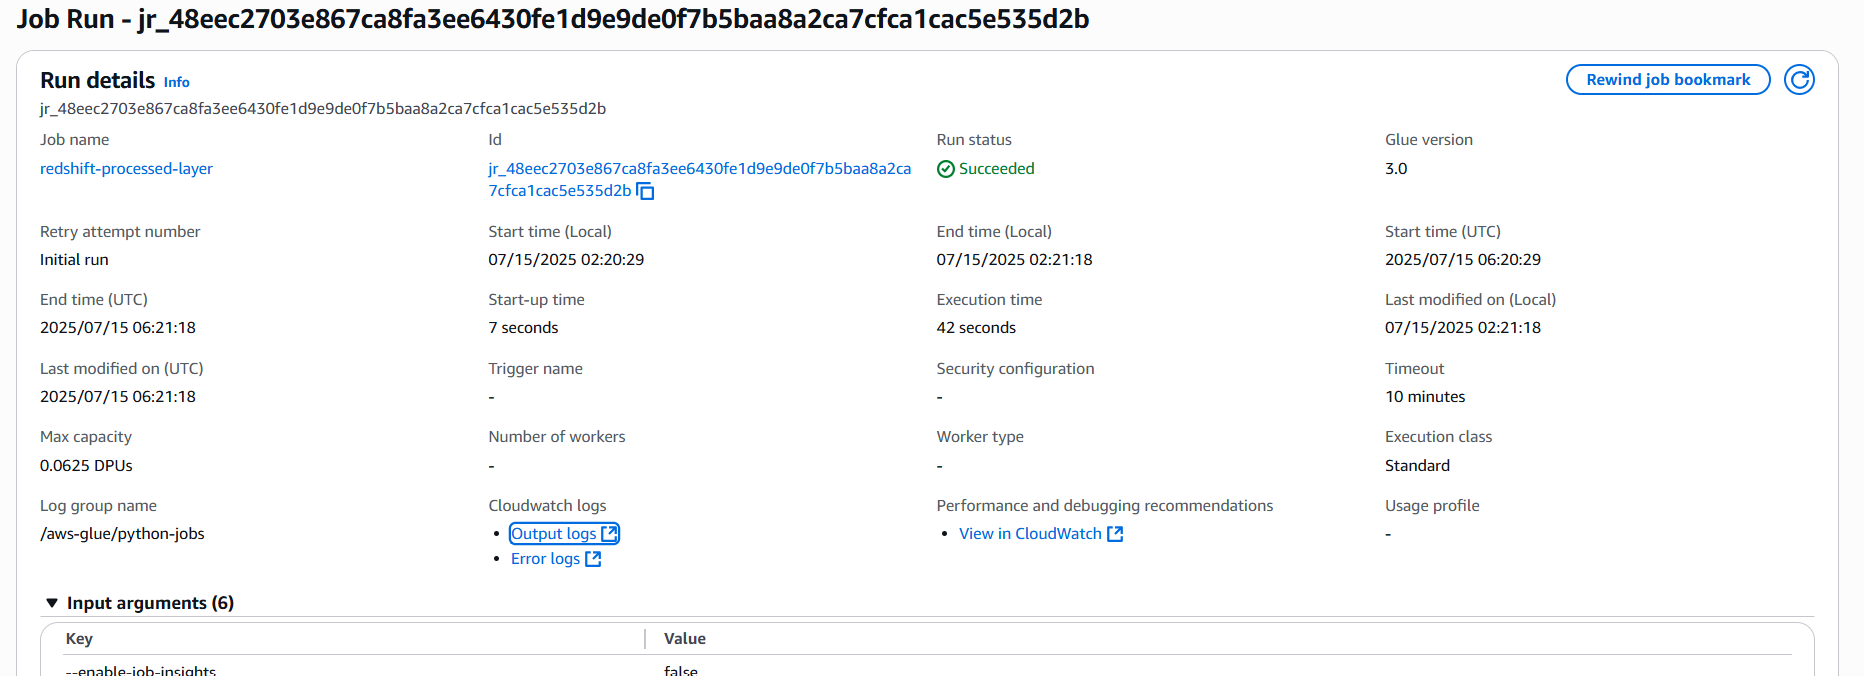 Job Run - jr_48eec2703e867ca8fa3ee6430fe1d9e9de0f7b5baa8a2ca7cfca1cac5e535d2b
Run details Info
Rewind job bookmark
jr_48eec2703e867ca8fa3ee6430fe1d9e9de0f7b5baa8a2ca7cfca1cac5e535d2b
Job name
redshift-processed-layer
Id
jr_48eec2703e867ca8fa3ee6430fe1d9e9de0f7b5baa8a2ca
7cfca1cac5e535d2b
Run status
Succeeded
Glue version
3.0
Retry attempt number
Initial run
Start time (Local)
07/15/2025 02:20:29
End time (Local)
07/15/2025 02:21:18
Start time (UTC)
2025/07/15 06:20:29
End time (UTC)
2025/07/15 06:21:18
Start-up time
7 seconds
Execution time
42 seconds
Last modified on (Local)
07/15/2025 02:21:18
Last modified on (UTC)
2025/07/15 06:21:18
Trigger name
-
Security configuration
-
Timeout
10 minutes
Max capacity
0.0625 DPUs
Number of workers
-
Worker type
-
Execution class
Standard
Log group name
/aws-glue/python-jobs
Cloudwatch logs
• Output logs
• Error logs
Performance and debugging recommendations
• View in CloudWatch
Usage profile
-
Input arguments (6)
Key
Value
--enable-job-insights
false